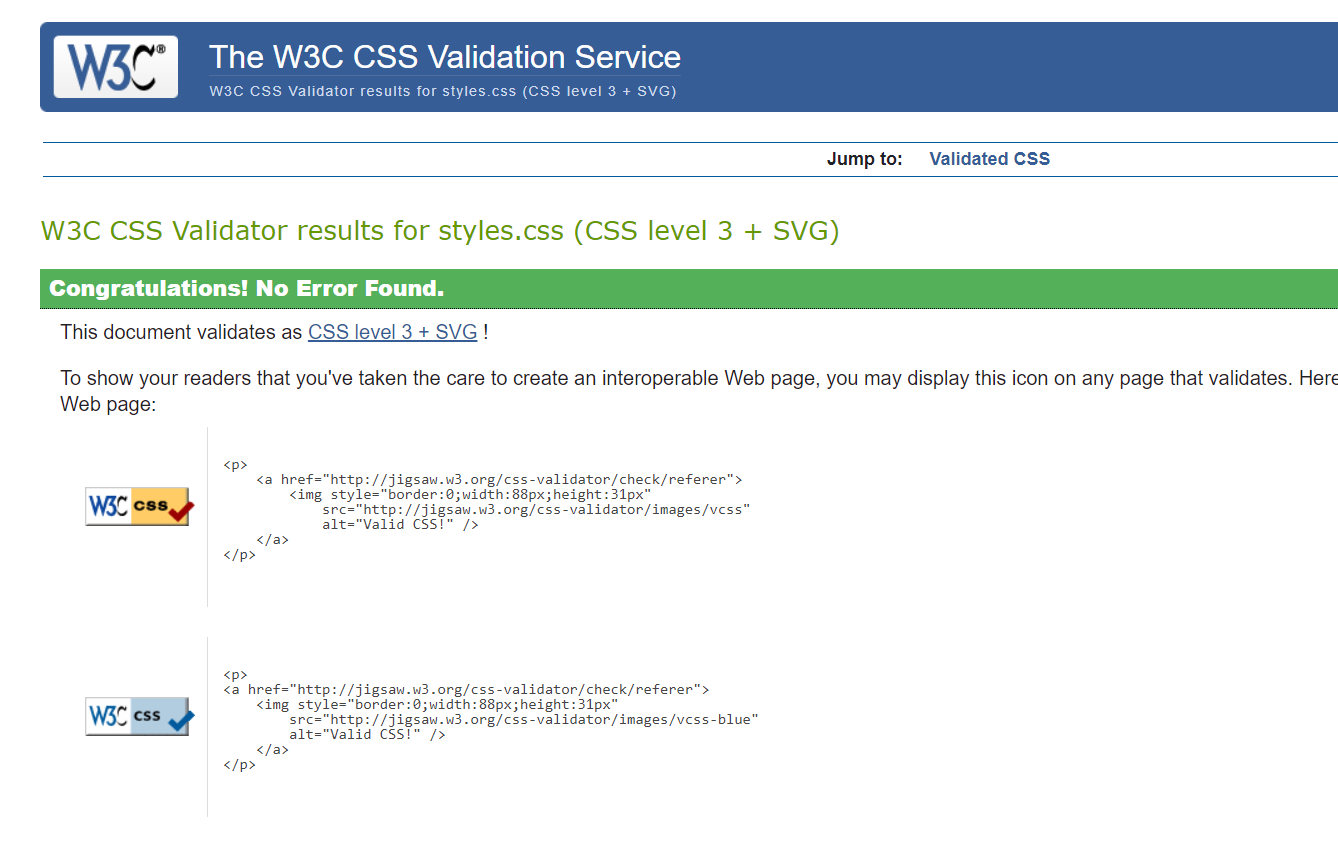 W3C®
The W3C CSS Validation Service
W3C CSS Validator results for styles.css (CSS level 3 + SVG)
Jump to: Validated CSS
W3C CSS Validator results for styles.css (CSS level 3 + SVG)
Congratulations! No Error Found.
This document validates as CSS level 3 + SVG !
To show your readers that you've taken the care to create an interoperable Web page, you may display this icon on any page that validates. Here
Web page:
W3C css
<p>
    <a href="http://jigsaw.w3.org/css-validator/check/referer">
        <img style="border:0;width:88px;height:31px"
            src="http://jigsaw.w3.org/css-validator/images/vcss"
            alt="Valid CSS!" />
    </a>
</p>
W3C css
<p>
<a href="http://jigsaw.w3.org/css-validator/check/referer">
    <img style="border:0;width:88px;height:31px"
        src="http://jigsaw.w3.org/css-validator/images/vcss-blue"
        alt="Valid CSS!" />
    </a>
</p>